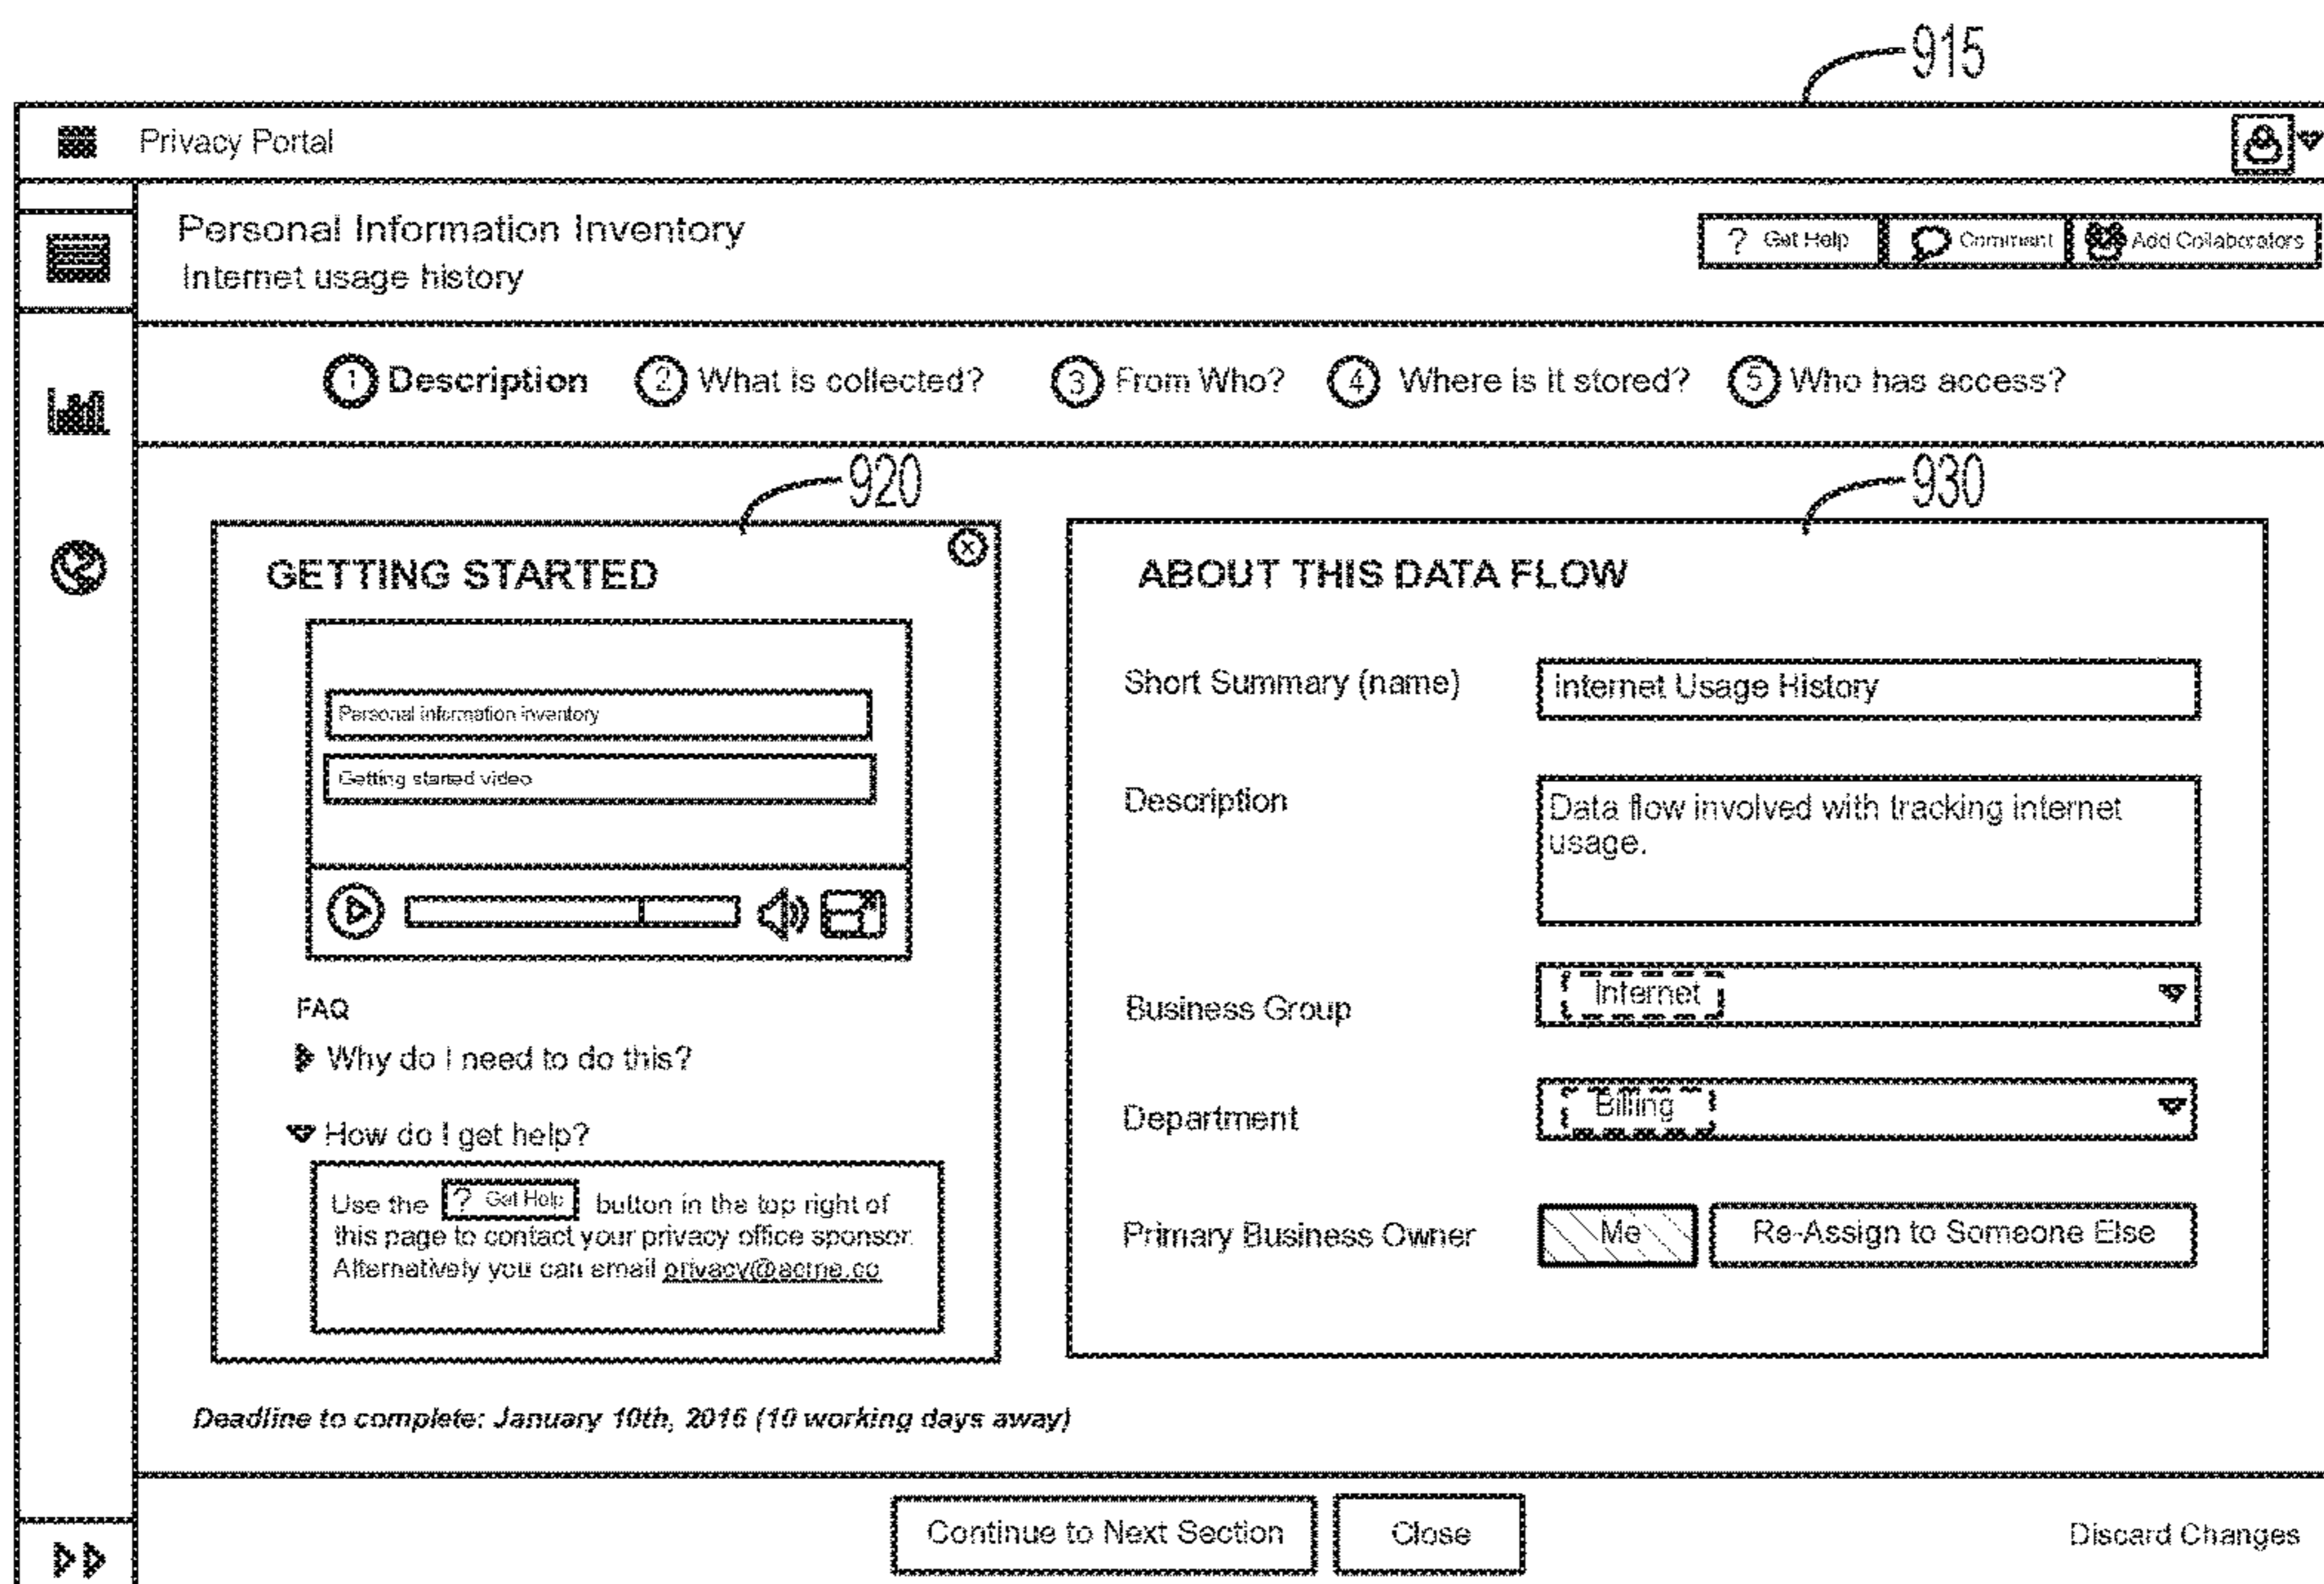 915
Privacy Portal
Personal Information Inventory
Internet usage history
? Get Help Comment Add Collaborators
1 Description 2 What is collected? 3 From Who? 4 Where is it stored? 5 Who has access?
920
930
GETTING STARTED
Personal information inventory
Getting started video
FAQ
Why do I need to do this?
How do I get help?
Use the ? Get Help button in the top right of
this page to contact your privacy office sponsor.
Alternatively you can email privacy@acme.co
ABOUT THIS DATA FLOW
Short Summary (name) Internet Usage History
Description
Data flow involved with tracking internet
usage.
Business Group Internet
Department Billing
Primary Business Owner Me Re-Assign to Someone Else
Deadline to complete: January 10th, 2016 (10 working days away)
Continue to Next Section Close Discard Changes